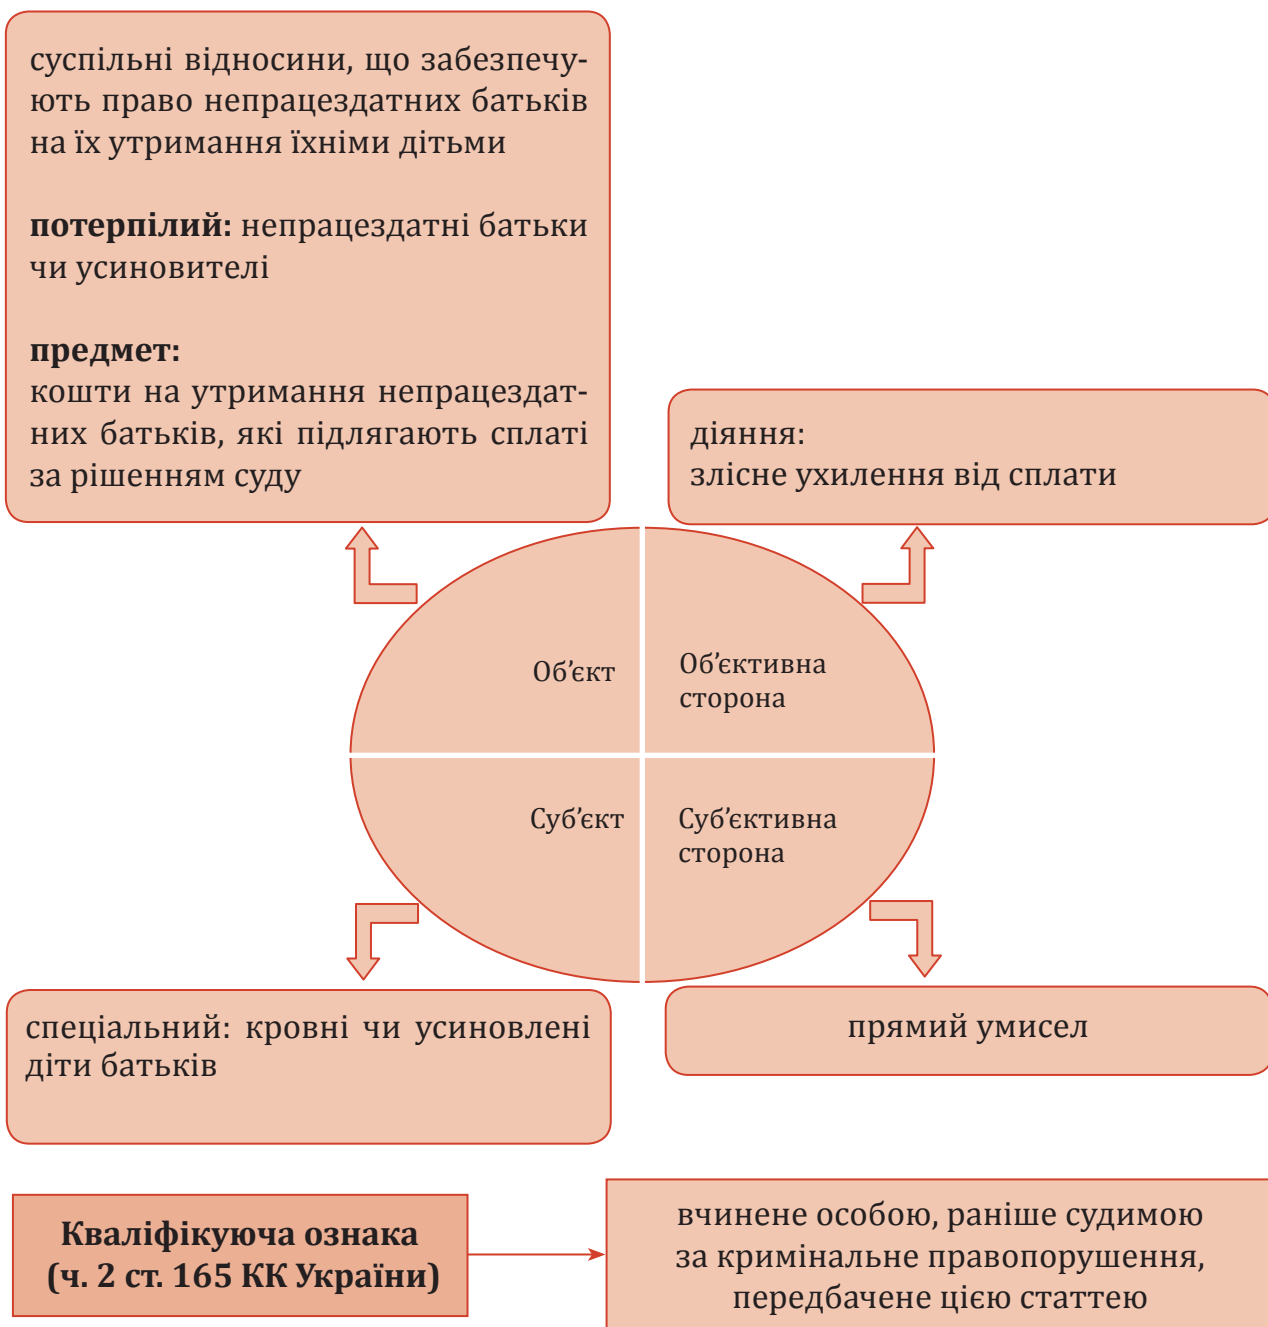 суспільні відносини, що забезпечу-
ють право непрацездатних батьків
на їх утримання їхніми дітьми
потерпілий: непрацездатні батьки
чи усиновителі
предмет:
кошти на утримання непрацездат-
них батьків, які підлягають сплаті
за рішенням суду
діяння:
злісне ухилення від сплати
Об’єкт
Об’єктивна
сторона
Суб’єкт
Суб’єктивна
сторона
спеціальний: кровні чи усиновлені
діти батьків
прямий умисел
Кваліфікуюча ознака
(ч. 2 ст. 165 КК України)
вчинене особою, раніше судимою
за кримінальне правопорушення,
передбачене цією статтею